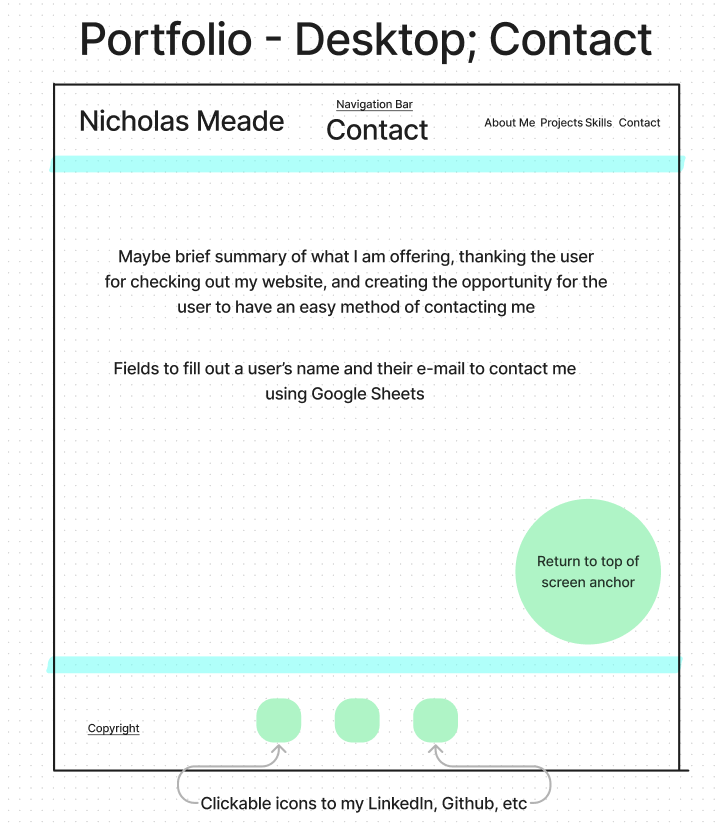 Portfolio - Desktop; Contact
Nicholas Meade
Navigation Bar
Contact
About Me Projects Skills Contact
Maybe brief summary of what I am offering, thanking the user
for checking out my website, and creating the opportunity for the
user to have an easy method of contacting me
Fields to fill out a user’s name and their e-mail to contact me
using Google Sheets
Return to top of
screen anchor
Copyright
Clickable icons to my LinkedIn, Github, etc